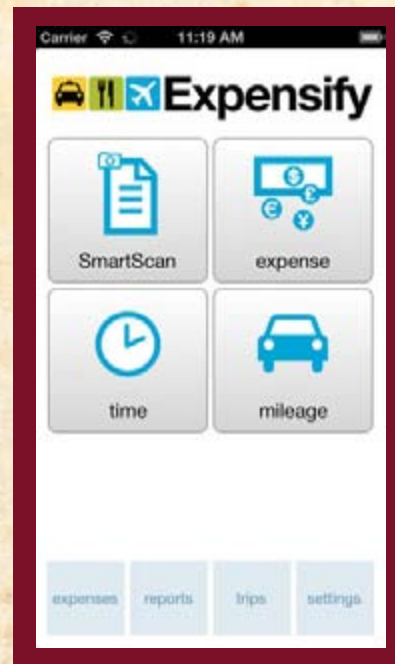 Carrier 11:19 AM
Expensify
SmartScan expense
time mileage
expenses reports trips settings